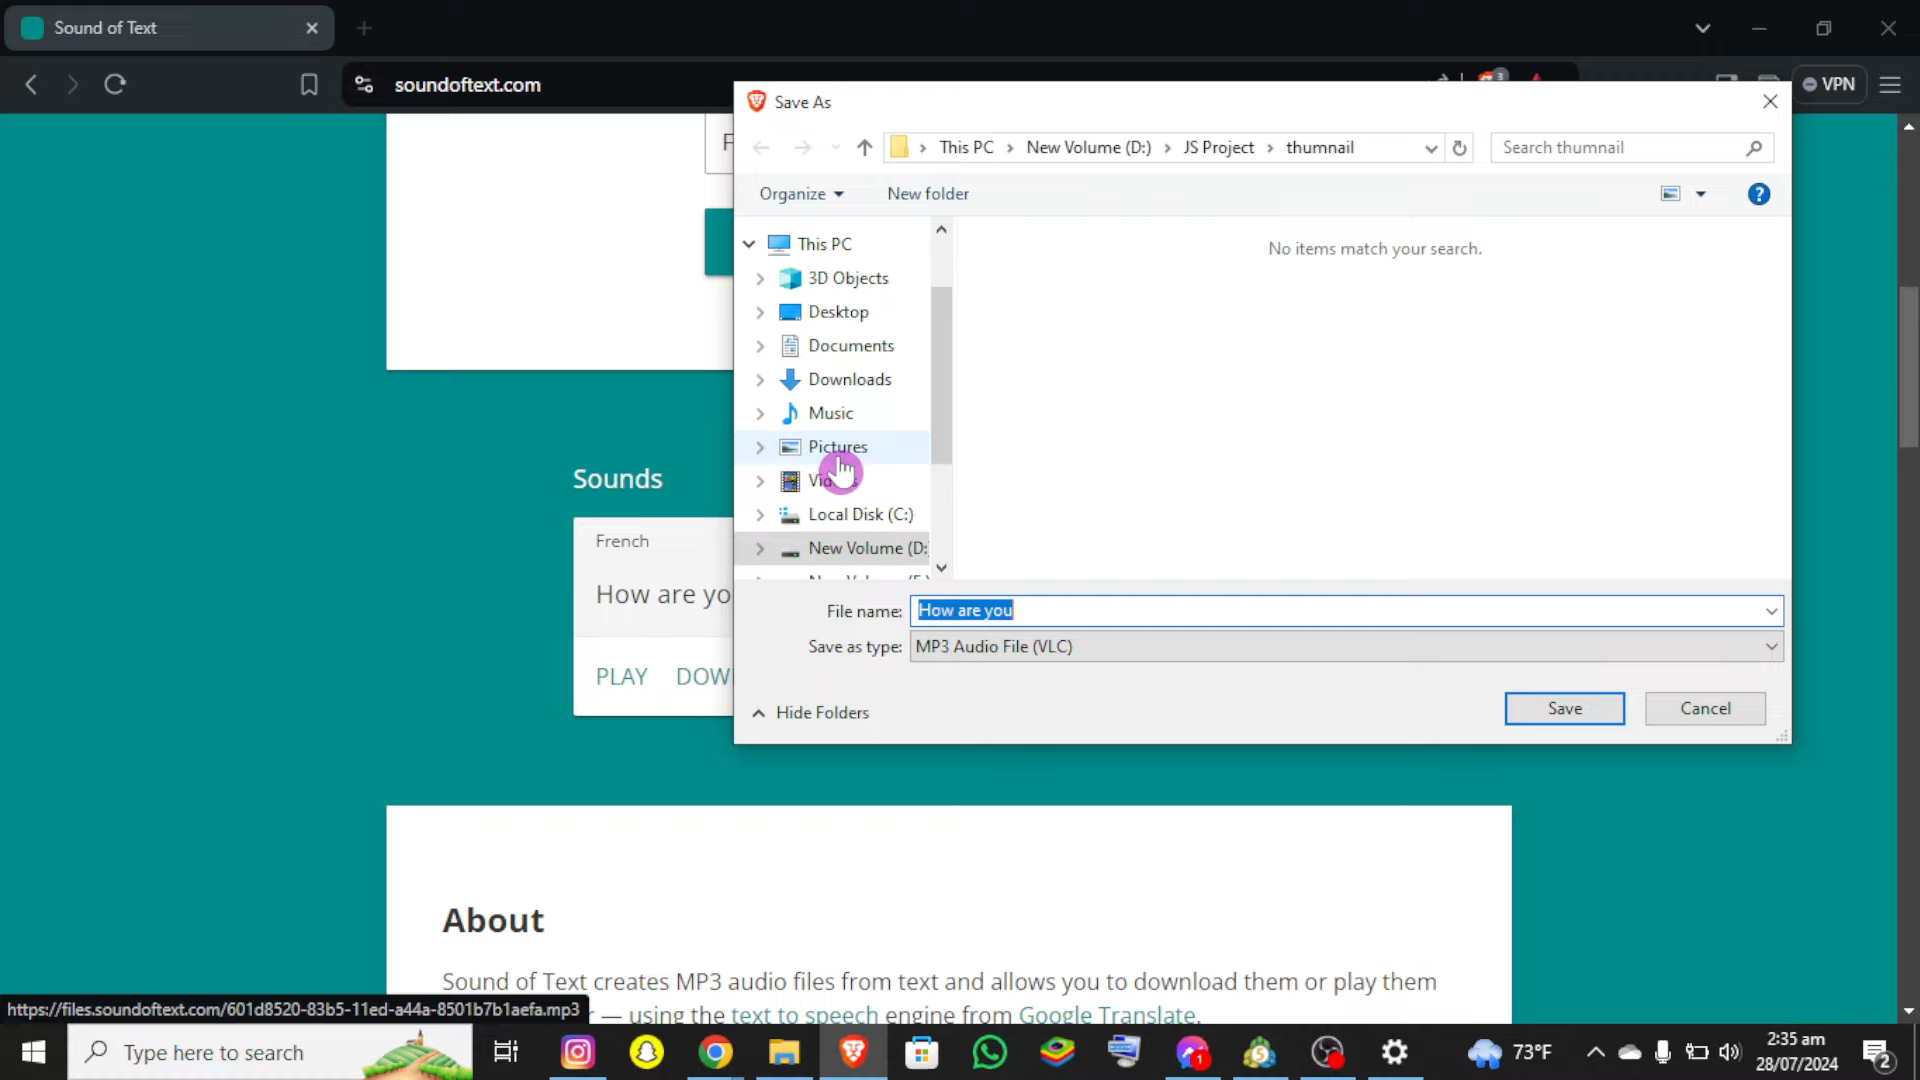 Sound of Text
soundoftext.com
3
VPN
Save As
This PC > New Volume (D:) > JS Project > thumnail
Search thumnail
Organize
New folder
This PC
3D Objects
Desktop
Documents
Downloads
Music
Pictures
Local Disk (C:)
New Volume (D:
No items match your search.
File name: How are you
Save as type: MP3 Audio File (VLC)
Hide Folders
Save
Cancel
Sounds
French
How are yo
PLAY DOW
About
Sound of Text creates MP3 audio files from text and allows you to download them or play them
r — using the text to speech engine from Google Translate.
https://files.soundoftext.com/601d8520-83b5-11ed-a44a-8501b7b1aefa.mp3
Type here to search
1
73°F
2:35 am
28/07/2024
2